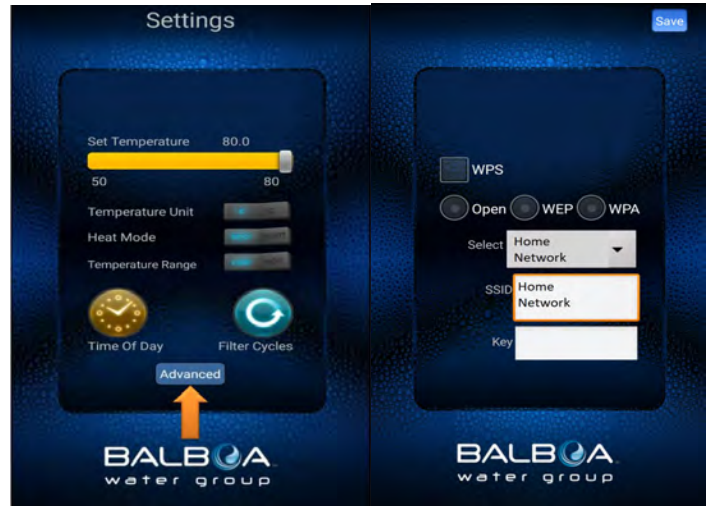 Settings
Set Temperature 80.0
50 80
Temperature Unit
Heat Mode
Temperature Range
Time Of Day Filter Cycles
Advanced
BALBOA
water group
Save
WPS
Open WEP WPA
Select Home
Network
SSID Home
Network
Key
BALBOA
water group